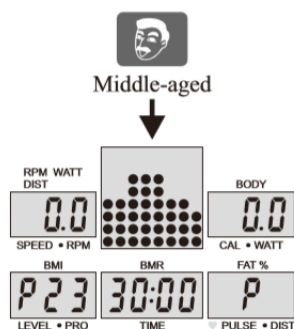 Middle-aged
RPM WATT
DIST
BODY
0.0
0.0
SPEED • RPM
CAL • WATT
BMI
BMR
FAT %
P23
30:00
P
LEVEL • PRO
TIME
PULSE • DIST